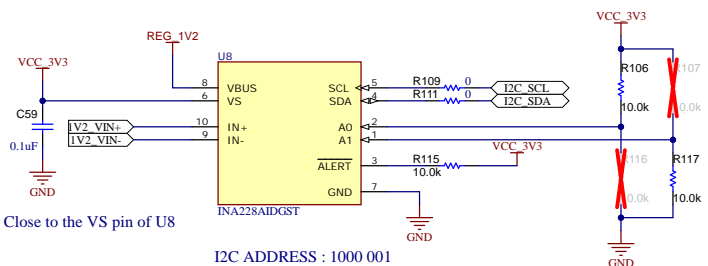 VCC_3V3
REG_1V2
U8
VCC_3V3
R106
R107
8 VBUS
SCL 5
R109 0 I2C_SCL
6 VS
SDA 4
R111 0 I2C_SDA
10.0k
10.0k
C59
0.1uF
1V2_VIN+ 10 IN+
A0 2
1V2_VIN- 9 IN-
A1 1
VCC_3V3
ALERT 3
R115
10.0k
R116
R117
10.0k
10.0k
GND
GND 7
INA228AIDGST
GND
GND
Close to the VS pin of U8
I2C ADDRESS : 1000 001